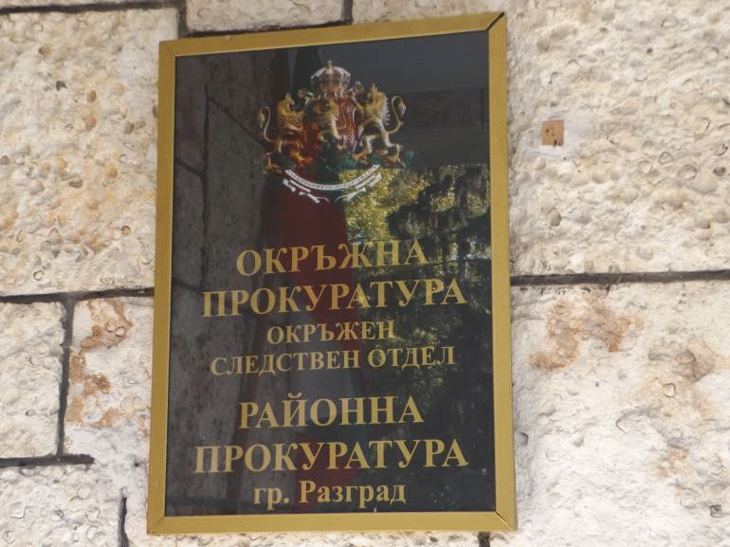 ОКРЪЖНА
ПРОКУРАТУРА
ОКРЪЖЕН
СЛЕДСТВЕН ОТДЕЛ
РАЙОННА
ПРОКУРАТУРА
гр. Разград